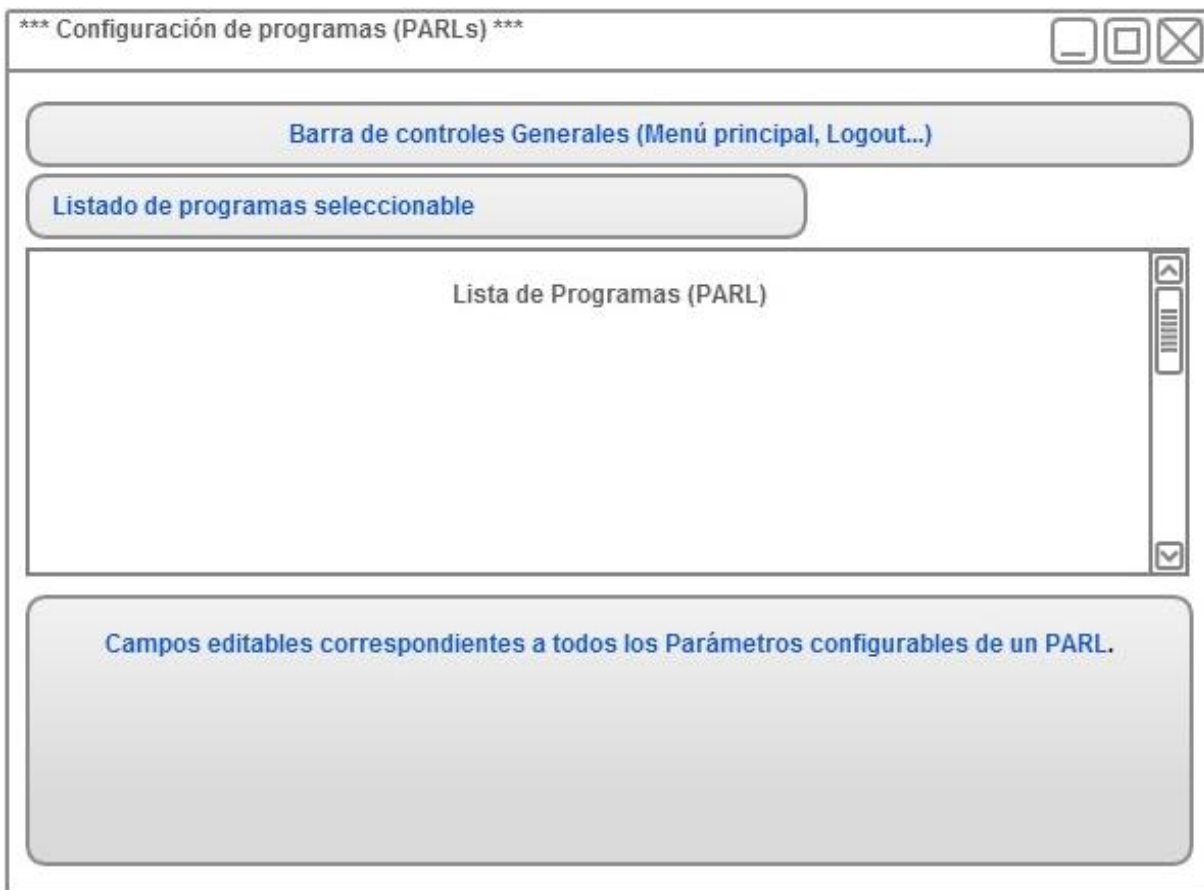 *** Configuración de programas (PARLs) ***
Barra de controles Generales (Menú principal, Logout...)
Listado de programas seleccionable
Lista de Programas (PARL)
Campos editables correspondientes a todos los Parámetros configurables de un PARL.